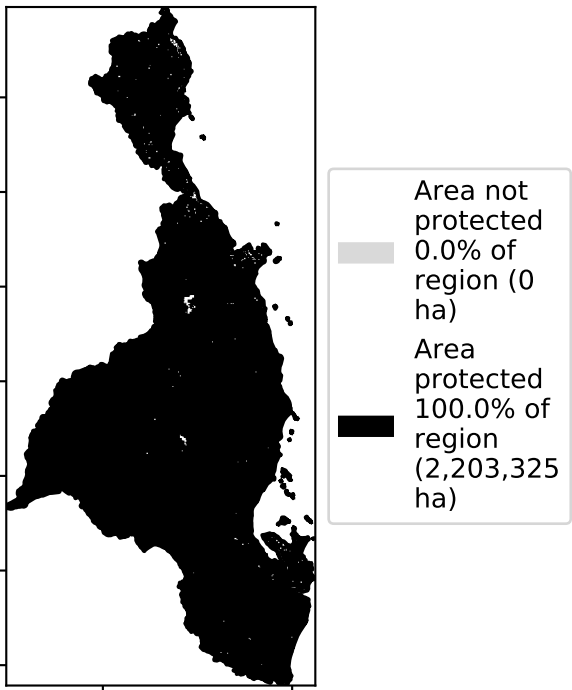 Area not
protected
0.0% of
region (0
ha)
Area
protected
100.0% of
region
(2,203,325
ha)